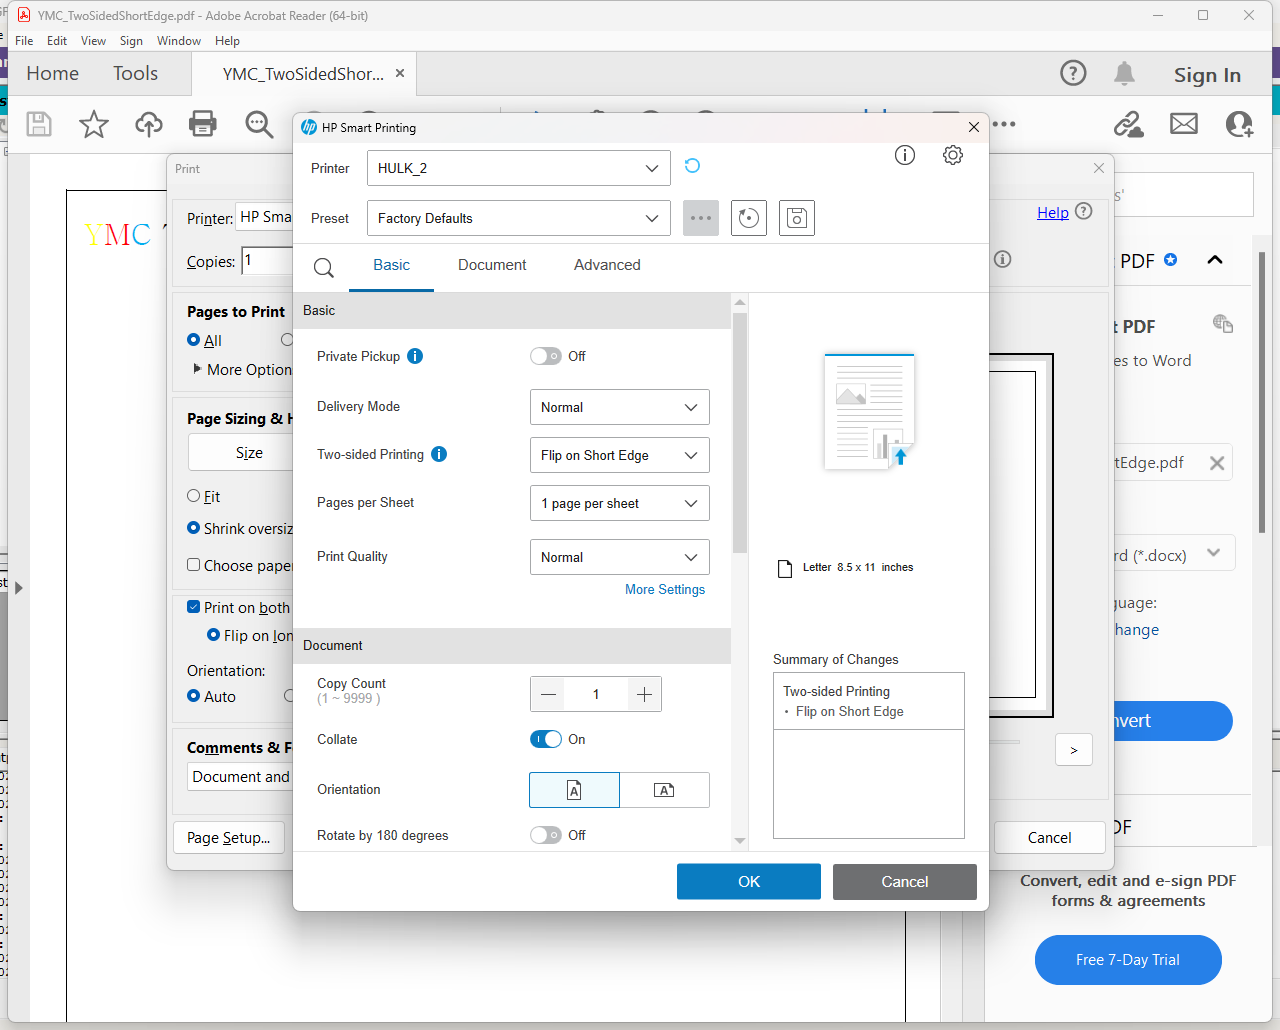 YMC_TwoSidedShortEdge.pdf - Adobe Acrobat Reader (64-bit)
File Edit View Sign Window Help
Home Tools YMC_TwoSidedShor... × Sign In
HP Smart Printing
Print
Printer HULK_2
Preset Factory Defaults
Printer: HP Sma
Help
Copies: 1
YMC
Basic Document Advanced
PDF
Basic
Pages to Print
All
More Option
Private Pickup Off
Delivery Mode Normal
Two-sided Printing Flip on Short Edge
Pages per Sheet 1 page per sheet
Print Quality Normal
More Settings
Page Sizing & H
Size
Fit
Shrink oversiz
Choose pape
Print on both
Flip on lon
Orientation:
Auto
Letter 8.5 x 11 inches
Document
Copy Count
(1 ~ 9999 )
1
Collate On
Orientation
A A
Rotate by 180 degrees Off
Summary of Changes
Two-sided Printing
• Flip on Short Edge
Comments & F
Document and
Page Setup...
OK Cancel
>
Cancel
t PDF
es to Word
tEdge.pdf
rd (*.docx)
guage:
hange
nvert
DF
Convert, edit and e-sign PDF
forms & agreements
Free 7-Day Trial